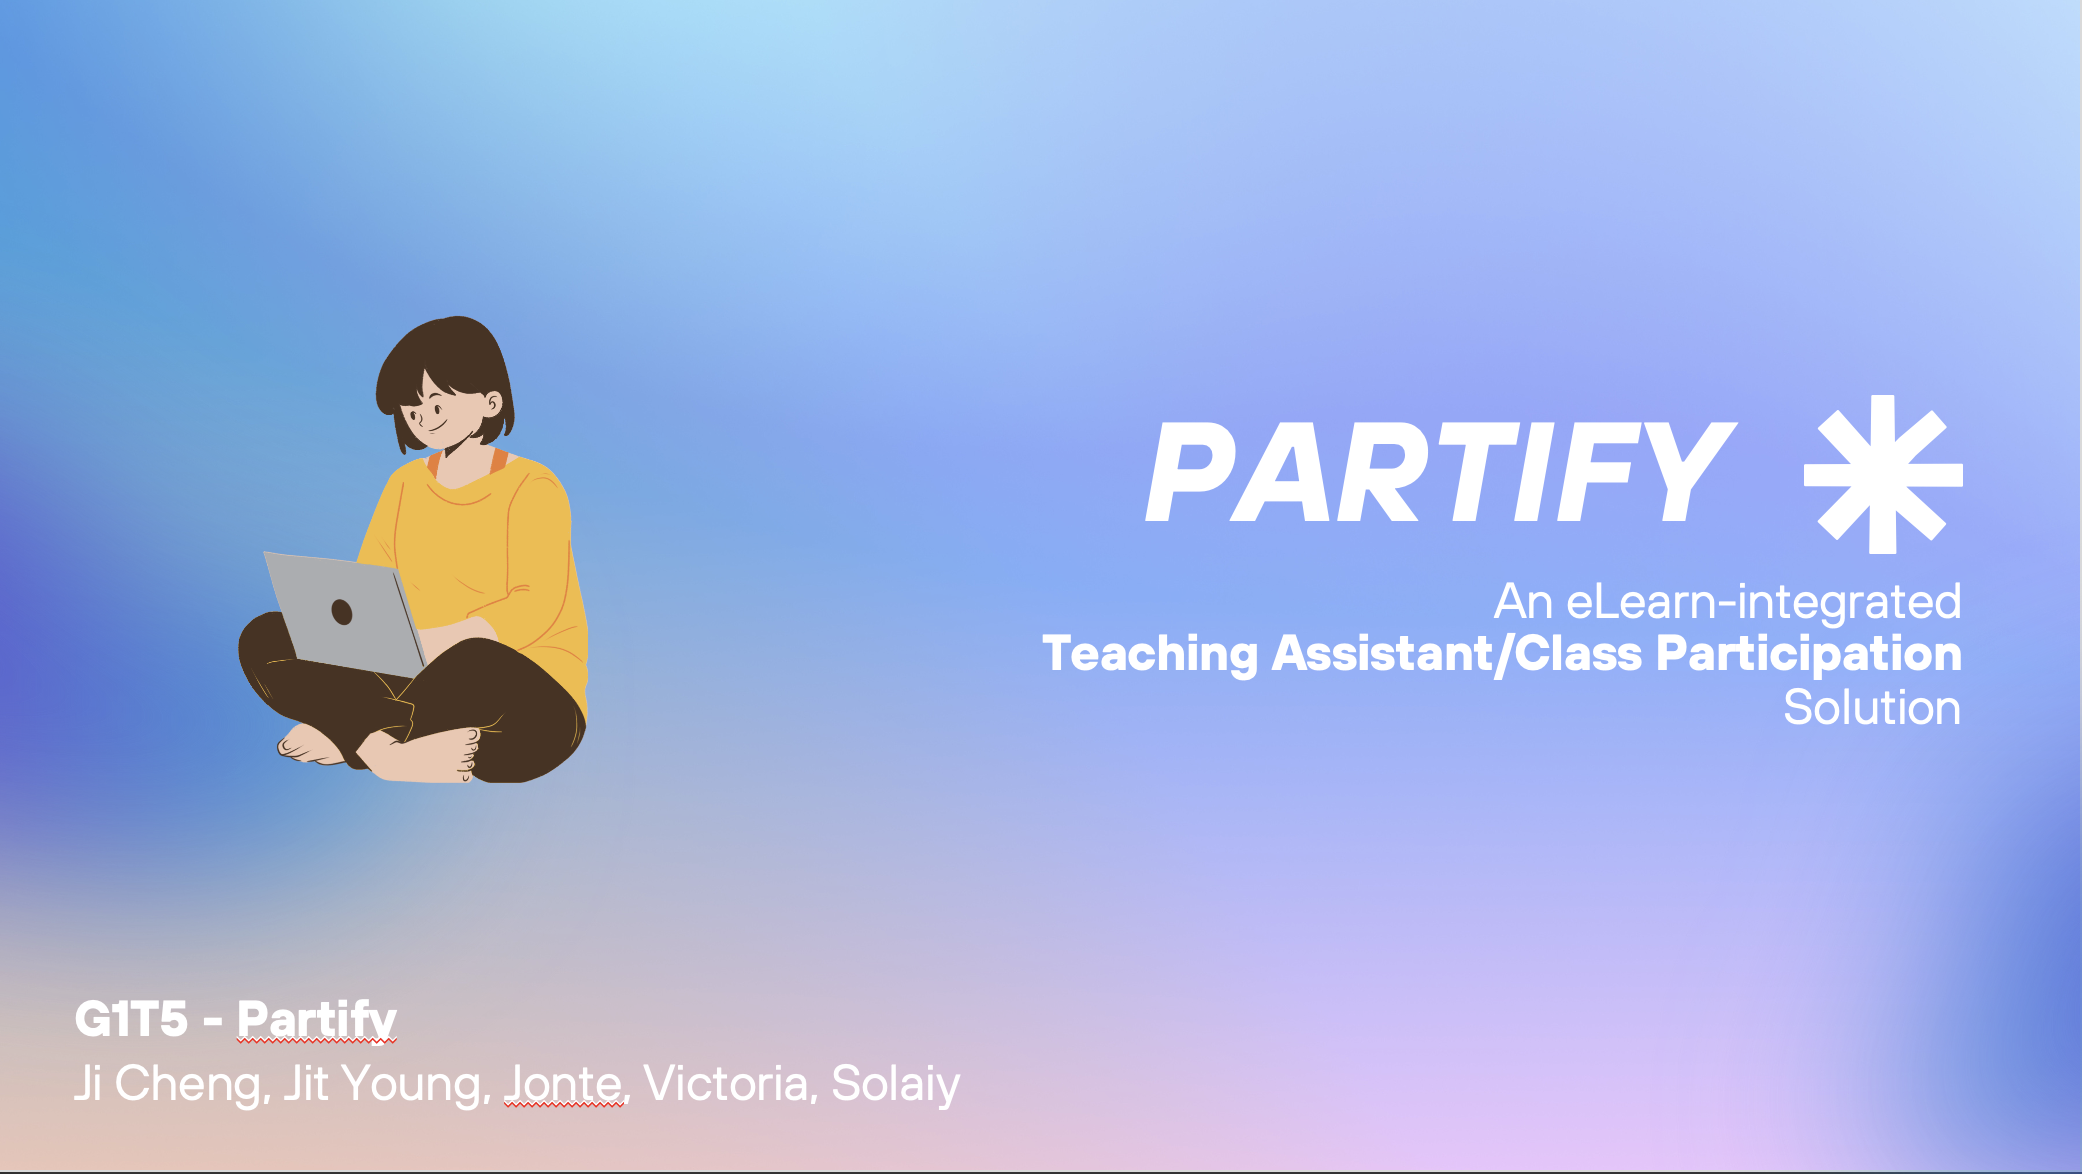 PARTIFY
An eLearn-integrated
Teaching Assistant/Class Participation
Solution
G1T5 - Partify
Ji Cheng, Jit Young, Jonte, Victoria, Solaiy